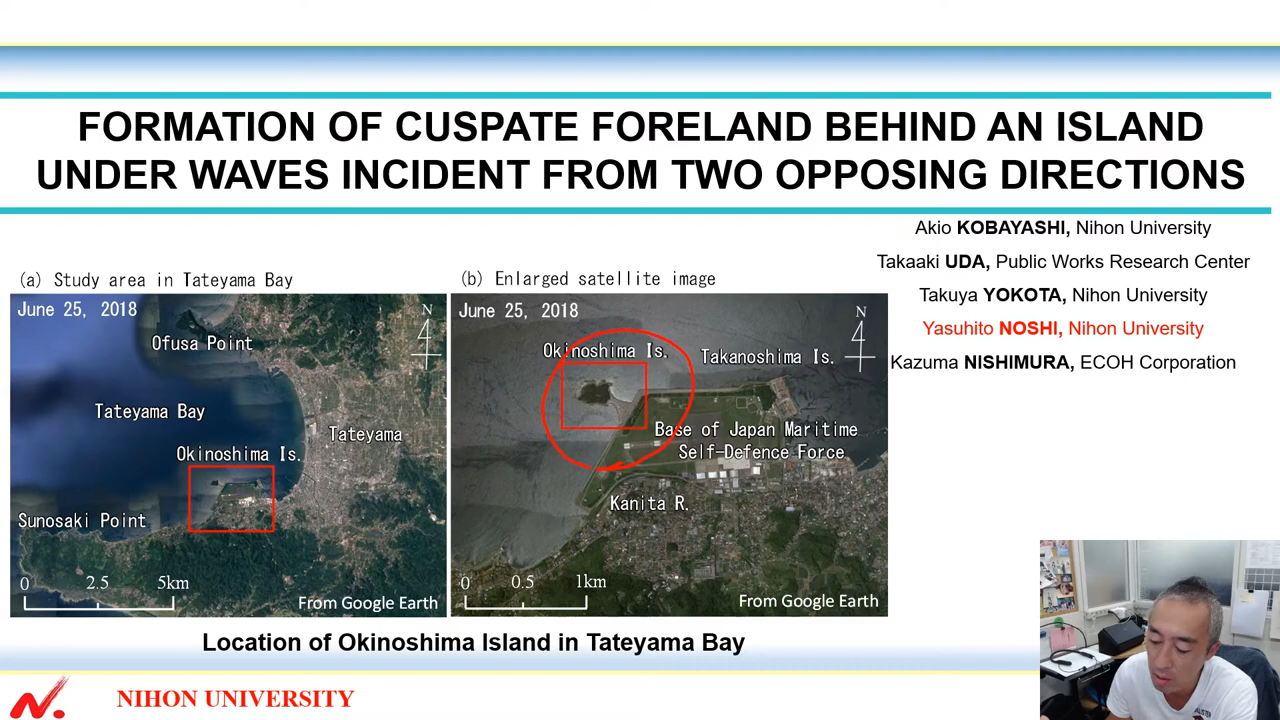 FORMATION OF CUSPATE FORELAND BEHIND AN ISLAND
UNDER WAVES INCIDENT FROM TWO OPPOSING DIRECTIONS
Akio KOBAYASHI, Nihon University
Takaaki UDA, Public Works Research Center
Takuya YOKOTA, Nihon University
Yasuhito NOSHI, Nihon University
Kazuma NISHIMURA, ECOH Corporation
(a) Study area in Tateyama Bay
June 25, 2018
N
Ofusa Point
Tateyama Bay
Tateyama
Okinoshima Is.
Sunosaki Point
0 2.5 5km
From Google Earth
(b) Enlarged satellite image
June 25, 2018
N
Okinoshima Is.
Takanoshima Is.
Base of Japan Maritime
Self-Defence Force
Kanita R.
0 0.5 1km
From Google Earth
Location of Okinoshima Island in Tateyama Bay
N.
NIHON UNIVERSITY